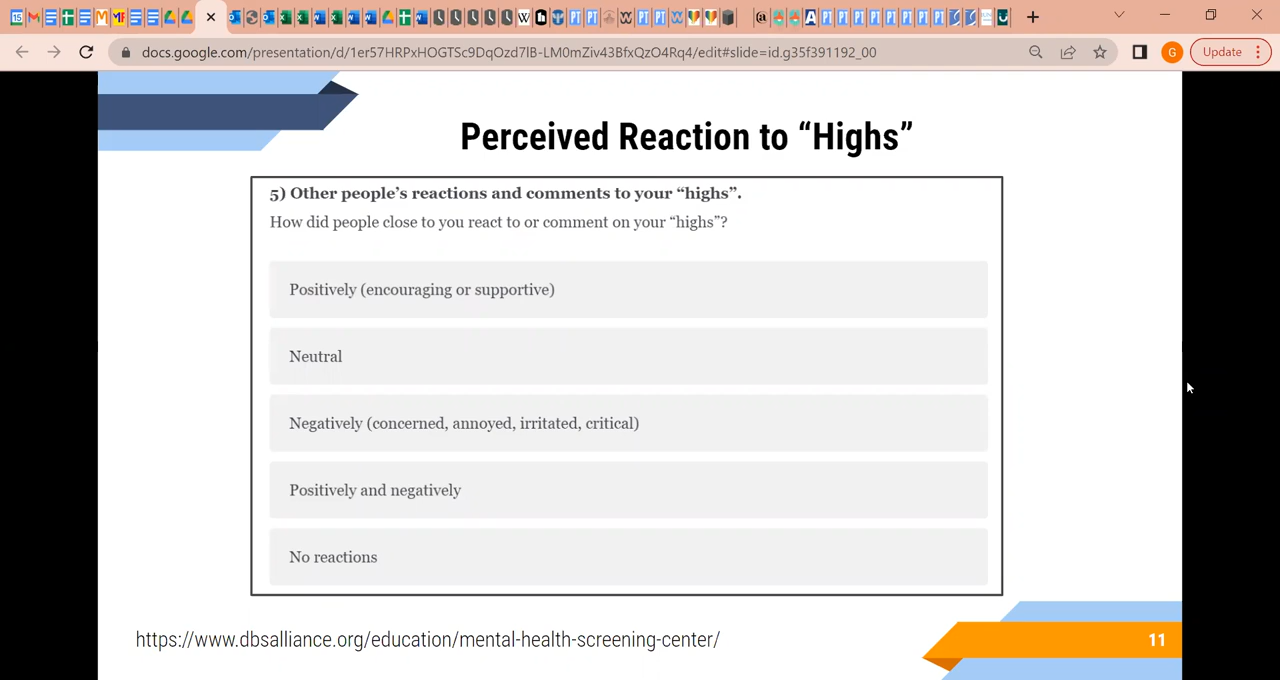 docs.google.com/presentation/d/1er57HRPxHOGTSc9DqOzd7lB-LM0mZiv43BfxQzO4Rq4/edit#slide=id.g35f391192_00
G
Update
Perceived Reaction to “Highs”
5) Other people’s reactions and comments to your “highs”.
How did people close to you react to or comment on your “highs”?
Positively (encouraging or supportive)
Neutral
Negatively (concerned, annoyed, irritated, critical)
Positively and negatively
No reactions
https://www.dbsalliance.org/education/mental-health-screening-center/
11